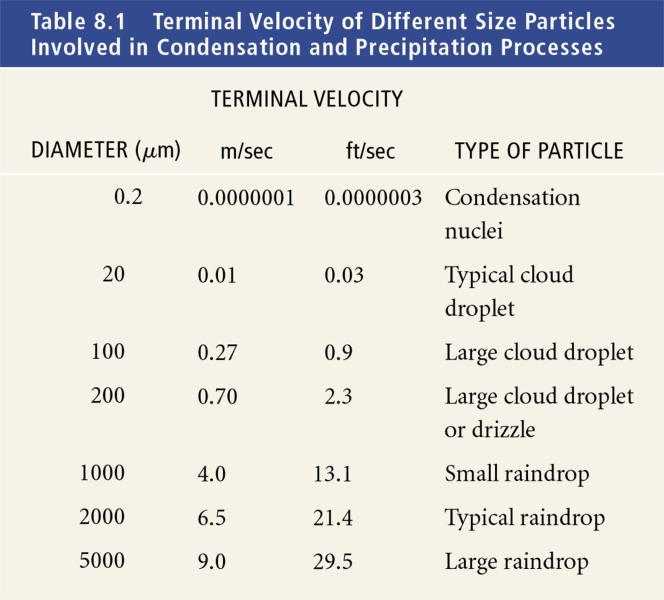 Table 8.1 Terminal Velocity of Different Size Particles
Involved in Condensation and Precipitation Processes
TERMINAL VELOCITY
DIAMETER (μm) m/sec ft/sec TYPE OF PARTICLE
0.2 0.0000001 0.0000003 Condensation
nuclei
20 0.01 0.03 Typical cloud
droplet
100 0.27 0.9 Large cloud droplet
200 0.70 2.3 Large cloud droplet
or drizzle
1000 4.0 13.1 Small raindrop
2000 6.5 21.4 Typical raindrop
5000 9.0 29.5 Large raindrop